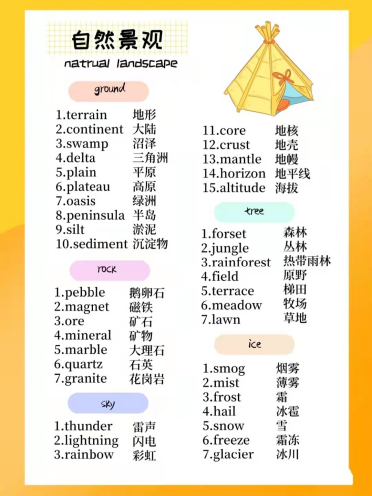 自然景观
natrual landscape
ground
1.terrain 地形
2.continent 大陆
3.swamp 沼泽
4.delta 三角洲
5.plain 平原
6.plateau 高原
7.oasis 绿洲
8.peninsula 半岛
9.silt 淤泥
10.sediment 沉淀物
rock
1.pebble 鹅卵石
2.magnet 磁铁
3.ore 矿石
4.mineral 矿物
5.marble 大理石
6.quartz 石英
7.granite 花岗岩
sky
1.thunder 雷声
2.lightning 闪电
3.rainbow 彩虹
11.core 地核
12.crust 地壳
13.mantle 地幔
14.horizon 地平线
15.altitude 海拔
tree
1.forset 森林
2.jungle 丛林
3.rainforest 热带雨林
4.field 原野
5.terrace 梯田
6.meadow 牧场
7.lawn 草地
ice
1.smog 烟雾
2.mist 薄雾
3.frost 霜
4.hail 冰雹
5.snow 雪
6.freeze 霜冻
7.glacier 冰川